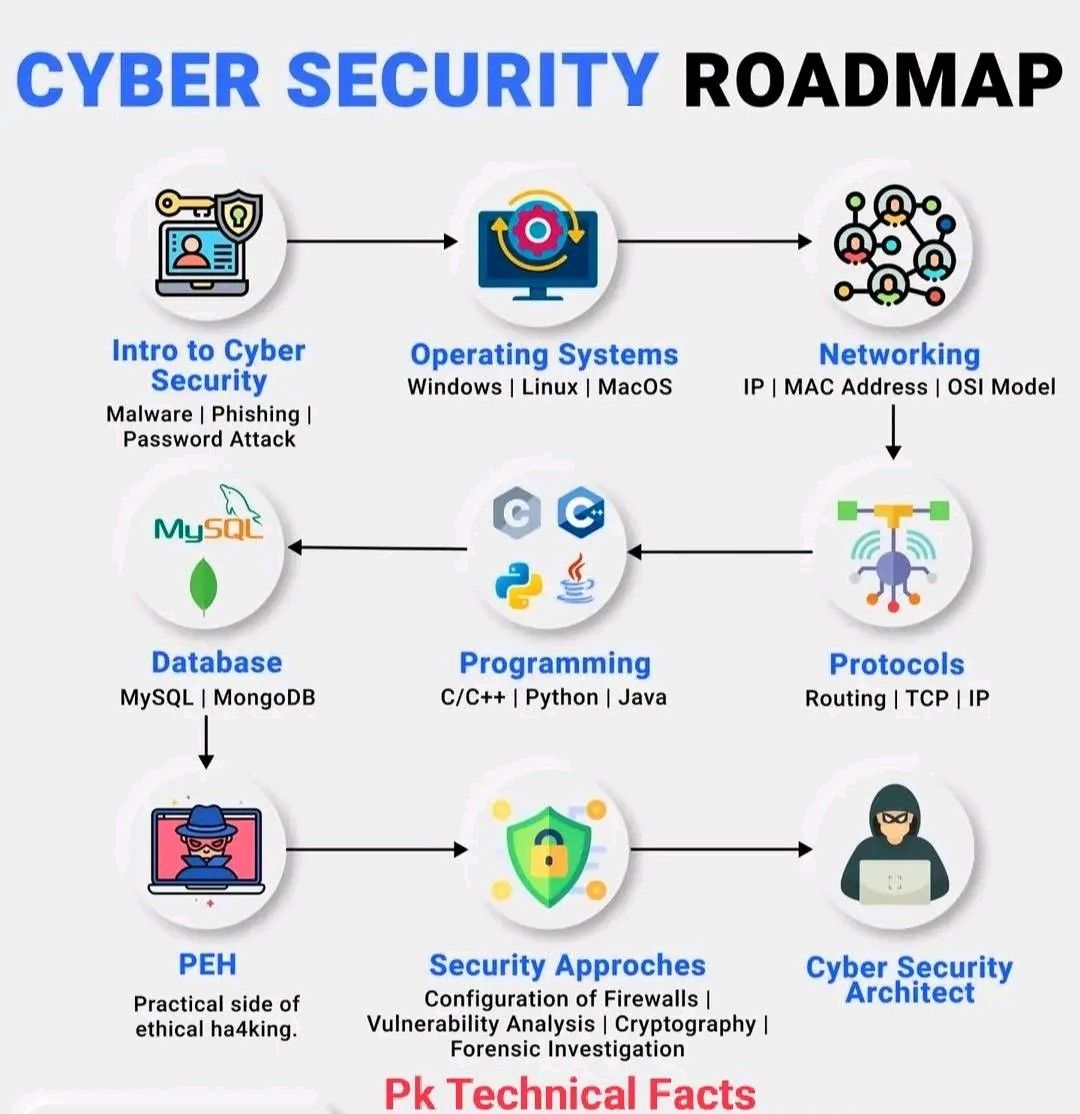 CYBER SECURITY ROADMAP
Intro to Cyber
Security
Malware | Phishing |
Password Attack
Operating Systems
Windows | Linux | MacOS
Networking
IP | MAC Address | OSI Model
MySQL
Database
MySQL | MongoDB
C
C++
Programming
C/C++ | Python | Java
Protocols
Routing | TCP | IP
PEH
Practical side of
ethical ha4king.
Security Approches
Configuration of Firewalls |
Vulnerability Analysis | Cryptography |
Forensic Investigation
Cyber Security
Architect
Pk Technical Facts